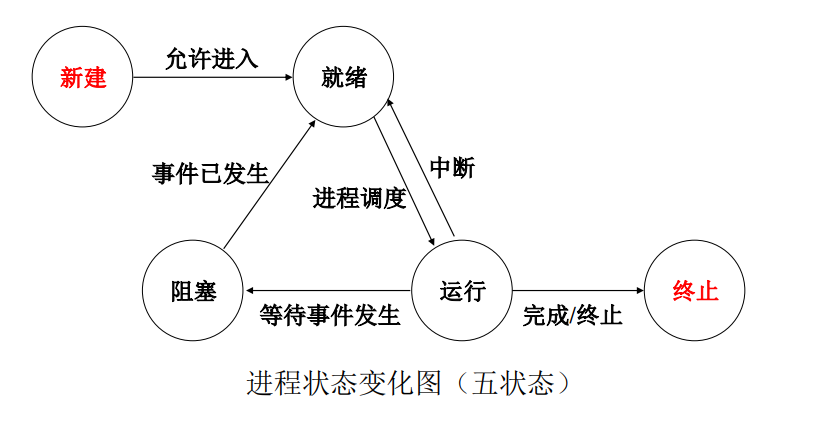 允许进入
新建
就绪
事件已发生
中断
进程调度
阻塞
运行
终止
等待事件发生
完成/终止
进程状态变化图（五状态）